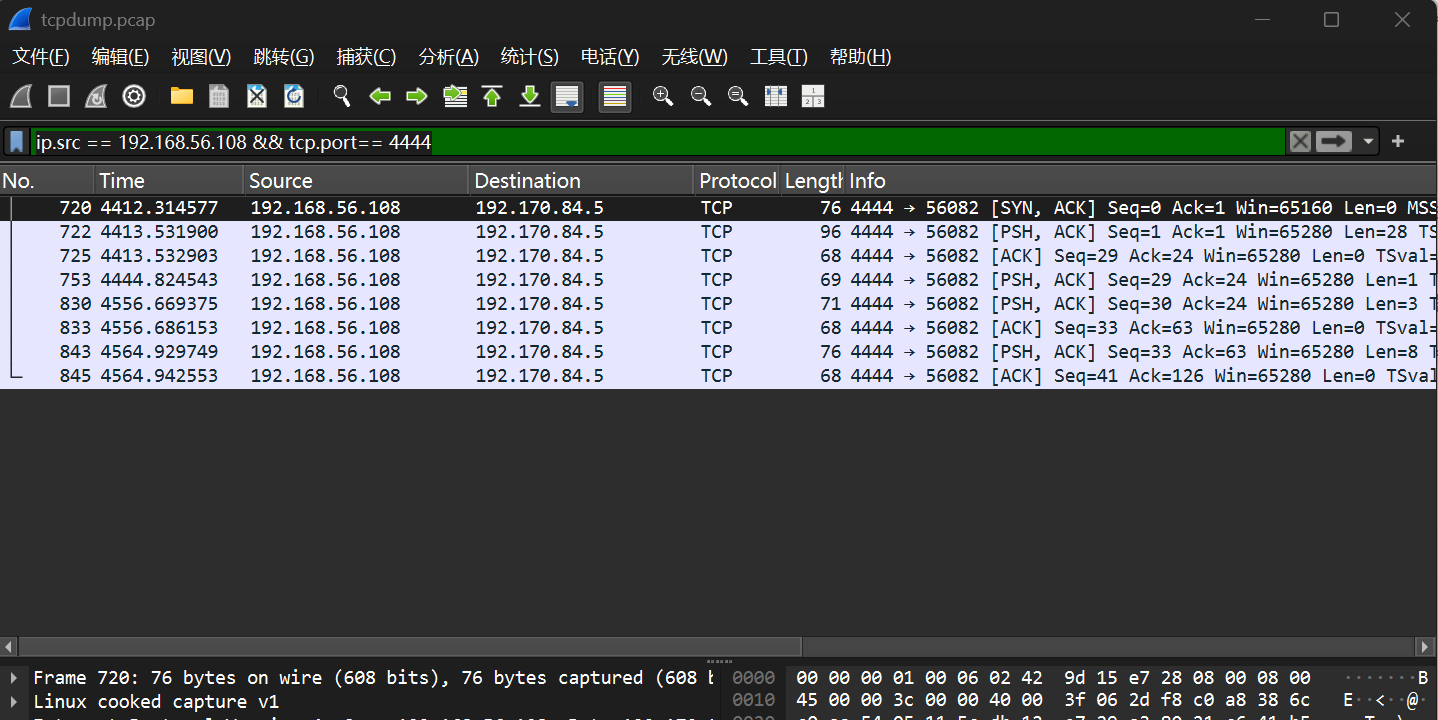 tcpdump.pcap
文件(F) 编辑(E) 视图(V) 跳转(G) 捕获(C) 分析(A) 统计(S) 电话(Y) 无线(W) 工具(T) 帮助(H)
ip.src == 192.168.56.108 && tcp.port== 4444
No. Time Source Destination Protocol Length Info
720 4412.314577 192.168.56.108 192.170.84.5 TCP 76 4444 → 56082 [SYN, ACK] Seq=0 Ack=1 Win=65160 Len=0 MSS
722 4413.531900 192.168.56.108 192.170.84.5 TCP 96 4444 → 56082 [PSH, ACK] Seq=1 Ack=1 Win=65280 Len=28 TS
725 4413.532903 192.168.56.108 192.170.84.5 TCP 68 4444 → 56082 [ACK] Seq=29 Ack=24 Win=65280 Len=0 TSval=
753 4444.824543 192.168.56.108 192.170.84.5 TCP 69 4444 → 56082 [PSH, ACK] Seq=29 Ack=24 Win=65280 Len=1 T
830 4556.669375 192.168.56.108 192.170.84.5 TCP 71 4444 → 56082 [PSH, ACK] Seq=30 Ack=24 Win=65280 Len=3 T
833 4556.686153 192.168.56.108 192.170.84.5 TCP 68 4444 → 56082 [ACK] Seq=33 Ack=63 Win=65280 Len=0 TSval=
843 4564.929749 192.168.56.108 192.170.84.5 TCP 76 4444 → 56082 [PSH, ACK] Seq=33 Ack=63 Win=65280 Len=8 T
845 4564.942553 192.168.56.108 192.170.84.5 TCP 68 4444 → 56082 [ACK] Seq=41 Ack=126 Win=65280 Len=0 TSval=
Frame 720: 76 bytes on wire (608 bits), 76 bytes captured (608 b
Linux cooked capture v1
0000 00 00 00 01 00 06 02 42 9d 15 e7 28 08 00 08 00 ·······B
0010 45 00 00 3c 00 00 40 00 3f 06 2d f8 c0 a8 38 6c E··<··@·